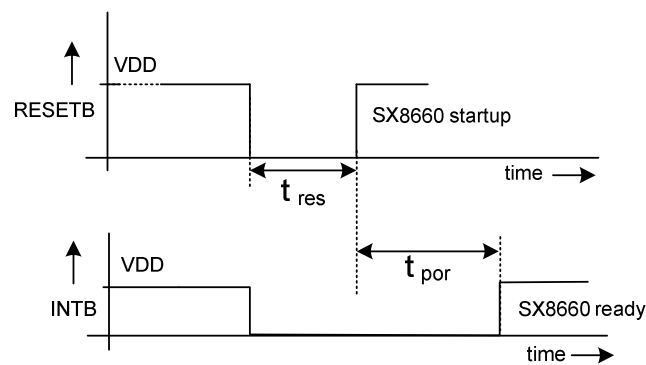 VDD
RESETB
SX8660 startup
time
t res
t por
VDD
INTB
SX8660 ready
time